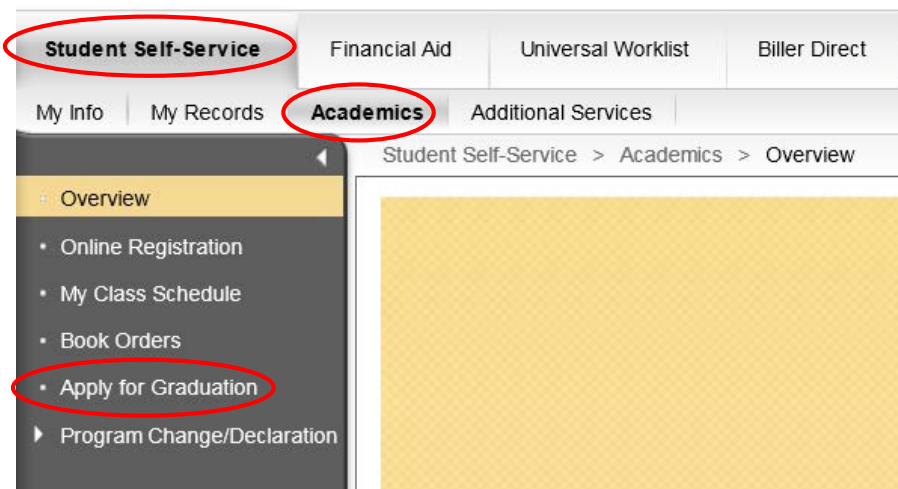 Student Self-Service Financial Aid Universal Worklist Biller Direct
My Info My Records Academics Additional Services
Student Self-Service > Academics > Overview
Overview
Online Registration
My Class Schedule
Book Orders
Apply for Graduation
Program Change/Declaration